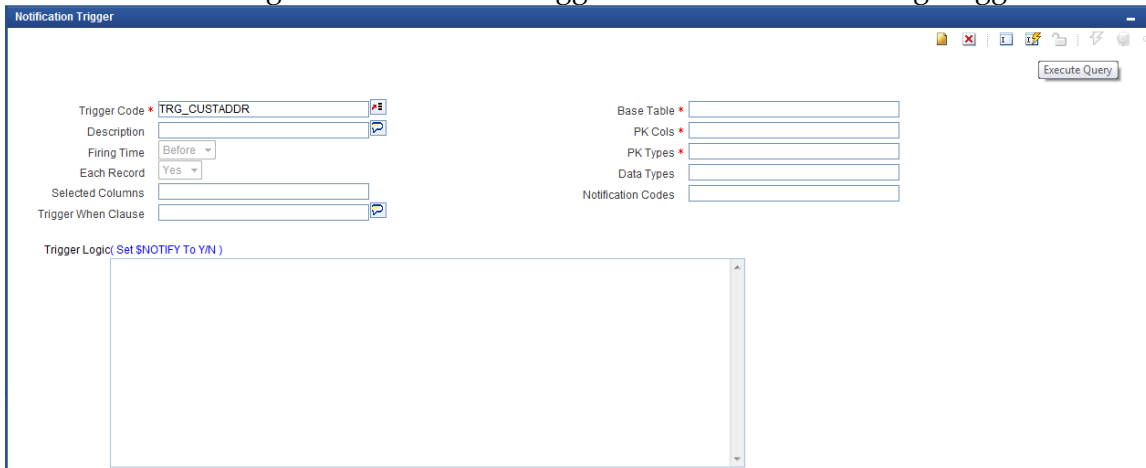 Notification Trigger
Execute Query
Trigger Code * TRG_CUSTADDR
Description
Firing Time Before
Each Record Yes
Selected Columns
Trigger When Clause
Base Table *
PK Cols *
PK Types *
Data Types
Notification Codes
Trigger Logic( Set $NOTIFY To Y/N )